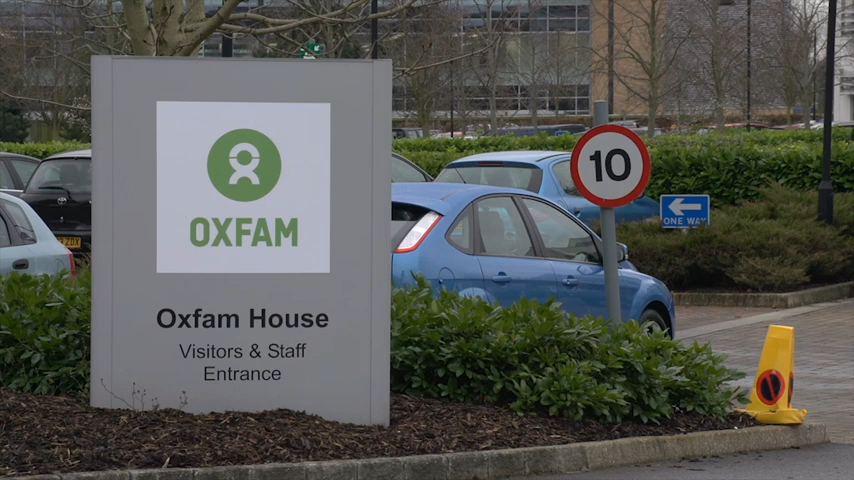 OXFAM
Oxfam House
Visitors & Staff
Entrance
10
ONE WAY